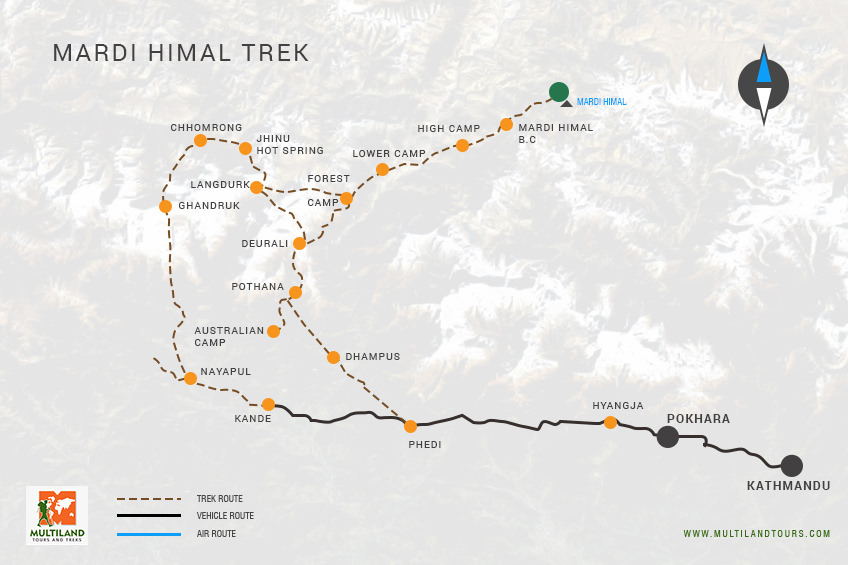 MARDI HIMAL TREK
MARDI HIMAL
CHHOMRONG
JHINU
HOT SPRING
HIGH CAMP
MARDI HIMAL
B.C
LOWER CAMP
LANGDURK
FOREST
CAMP
GHANDRUK
DEURALI
POTHANA
AUSTRALIAN
CAMP
DHAMPUS
NAYAPUL
KANDE
PHEDI
HYANGJA
POKHARA
KATHMANDU
MULTILAND
TOURS AND TREKS
TREK ROUTE
VEHICLE ROUTE
AIR ROUTE
WWW.MULTILANDTOURS.COM